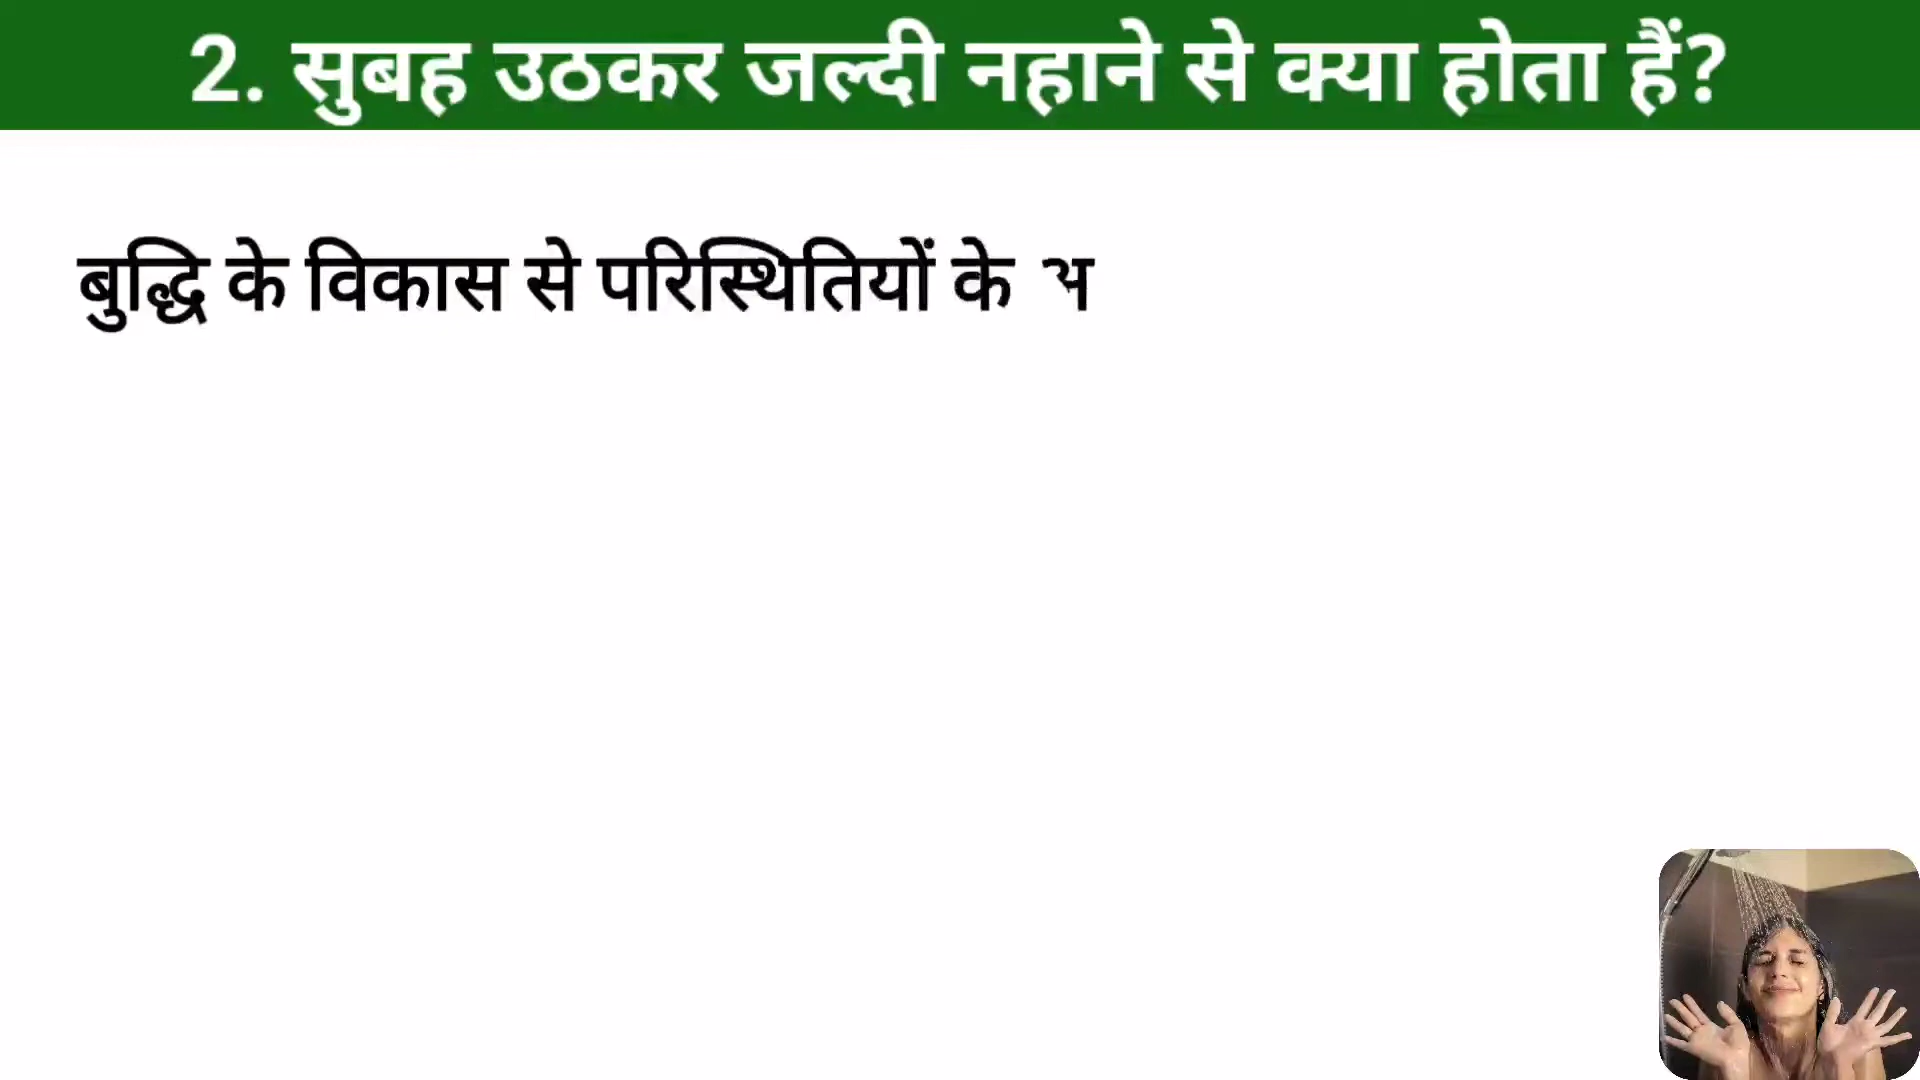 2. सुबह उठकर जल्दी नहाने से क्या होता हैं?
बुद्धि के विकास से परिस्थितियों के